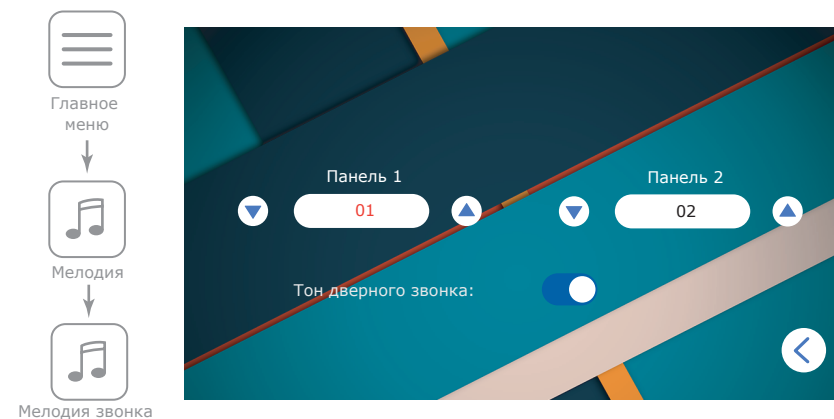 Главное
меню
Мелодия
Мелодия звонка
Панель 1
Панель 2
01
02
Тон дверного звонка: